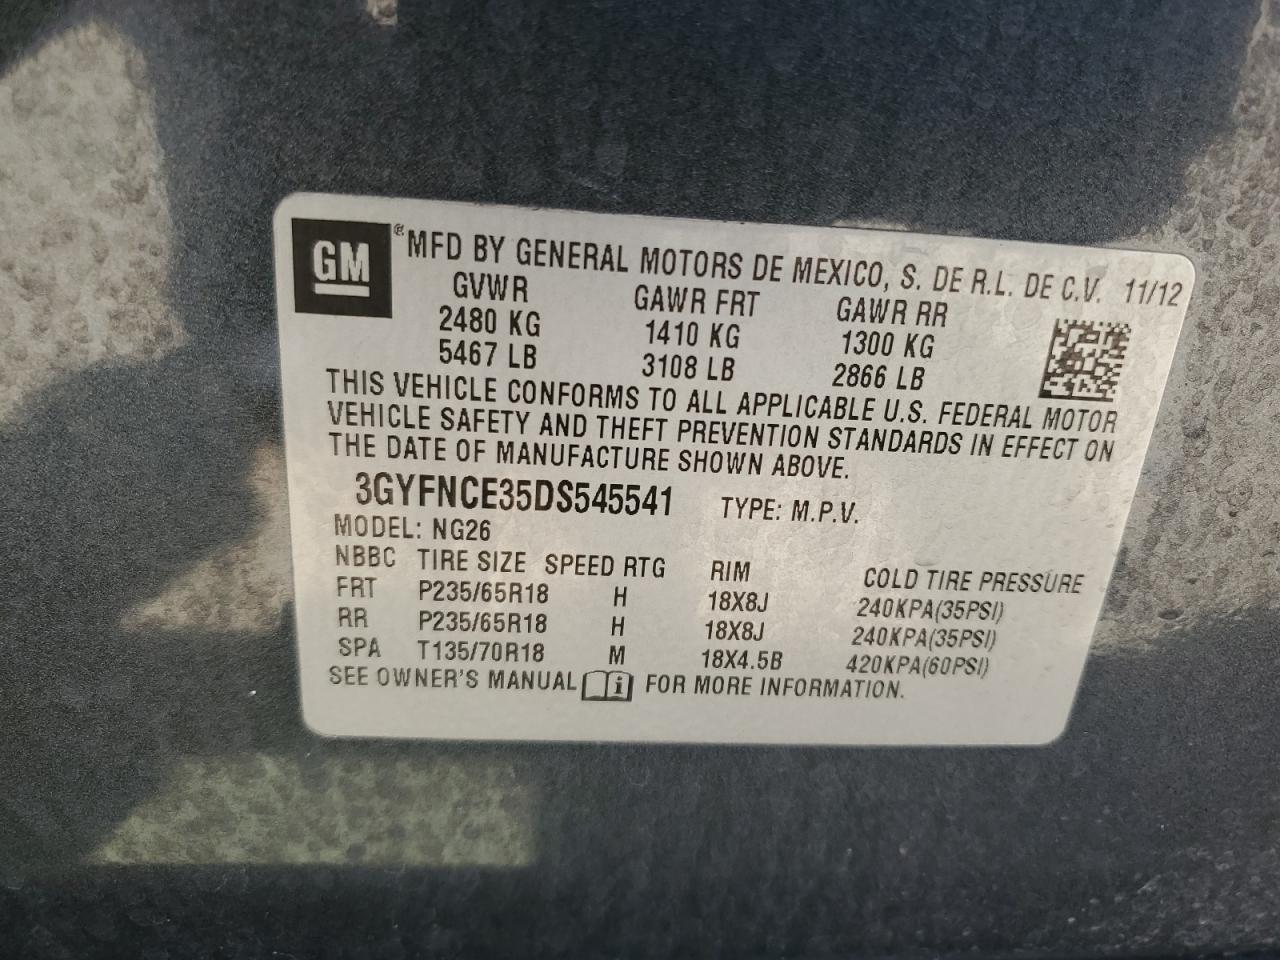 GM ® MFD BY GENERAL MOTORS DE MEXICO, S. DE R.L. DE C.V. 11/12
GVWR GAWR FRT GAWR RR
2480 KG 1410 KG 1300 KG
5467 LB 3108 LB 2866 LB
THIS VEHICLE CONFORMS TO ALL APPLICABLE U.S. FEDERAL MOTOR
VEHICLE SAFETY AND THEFT PREVENTION STANDARDS IN EFFECT ON
THE DATE OF MANUFACTURE SHOWN ABOVE.
3GYFNCE35DS545541 TYPE: M.P.V.
MODEL: NG26
NBBC TIRE SIZE SPEED RTG RIM COLD TIRE PRESSURE
FRT P235/65R18 H 18X8J 240KPA(35PSI)
RR P235/65R18 H 18X8J 240KPA(35PSI)
SPA T135/70R18 M 18X4.5B 420KPA(60PSI)
SEE OWNER'S MANUAL i FOR MORE INFORMATION.